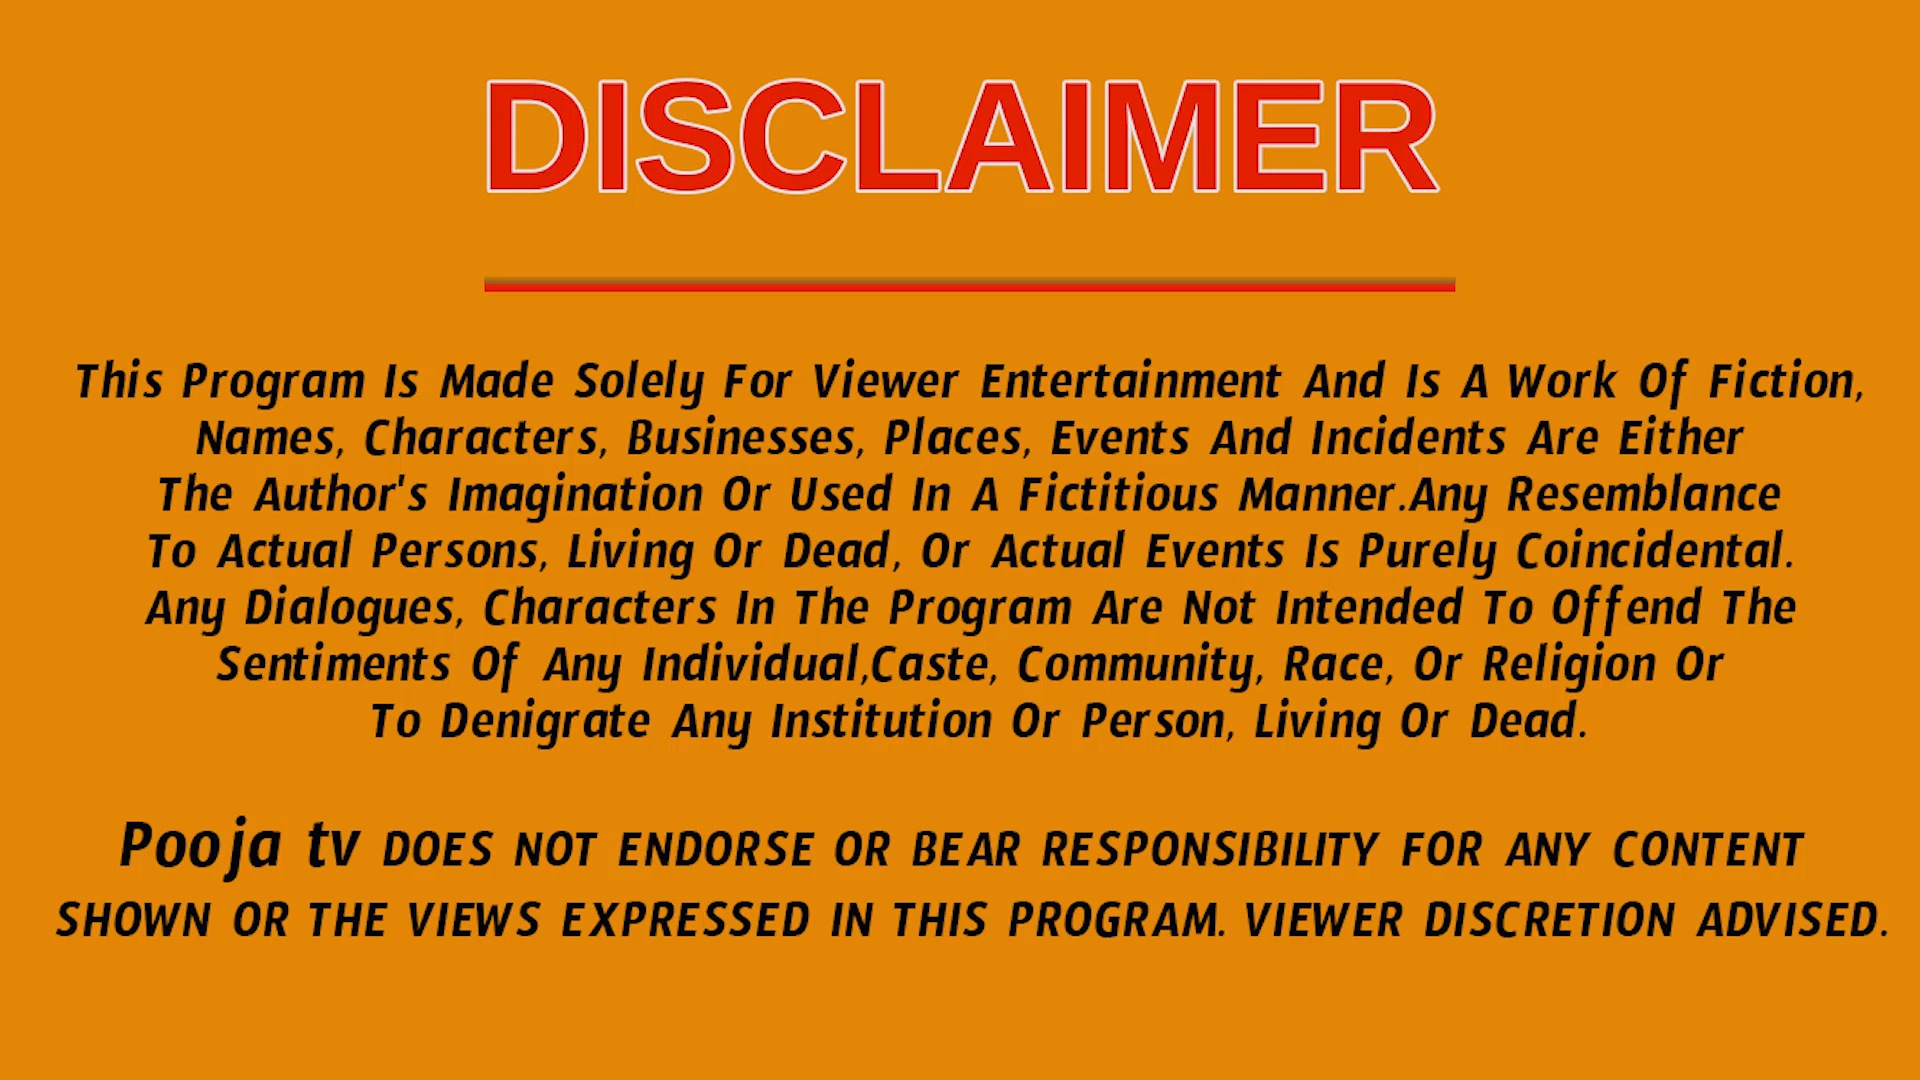 DISCLAIMER
This Program Is Made Solely For Viewer Entertainment And Is A Work Of Fiction,
Names, Characters, Businesses, Places, Events And Incidents Are Either
The Author's Imagination Or Used In A Fictitious Manner.Any Resemblance
To Actual Persons, Living Or Dead, Or Actual Events Is Purely Coincidental.
Any Dialogues, Characters In The Program Are Not Intended To Offend The
Sentiments Of Any Individual,Caste, Community, Race, Or Religion Or
To Denigrate Any Institution Or Person, Living Or Dead.
Pooja tv DOES NOT ENDORSE OR BEAR RESPONSIBILITY FOR ANY CONTENT
SHOWN OR THE VIEWS EXPRESSED IN THIS PROGRAM. VIEWER DISCRETION ADVISED.